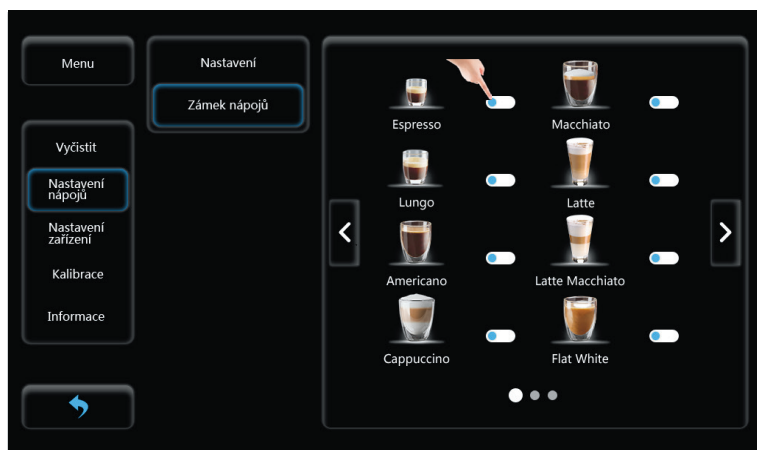 Menu
Nastavení
Zámek nápojů
Vyčistit
Nastavení
nápojů
Nastavení
zařízení
Kalibrace
Informace
Espresso
Macchiato
Lungo
Latte
Americano
Latte Macchiato
Cappuccino
Flat White